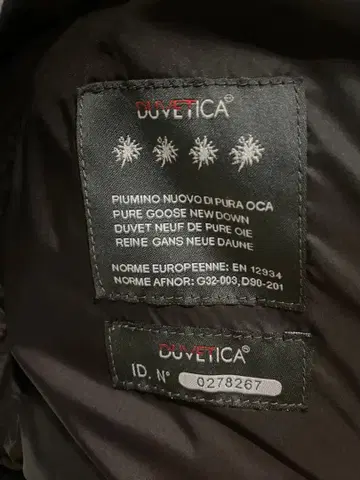 DUVETICA®
PIUMINO NUOVO DI PURA OCA
PURE GOOSE NEW DOWN
DUVET NEUF DE PURE OIE
REINE GANS NEUE DAUNE
NORME EUROPEENNE: EN 12934
NORME AFNOR: G32-003, D90-201
DUVETICA®
ID. N° 0278267